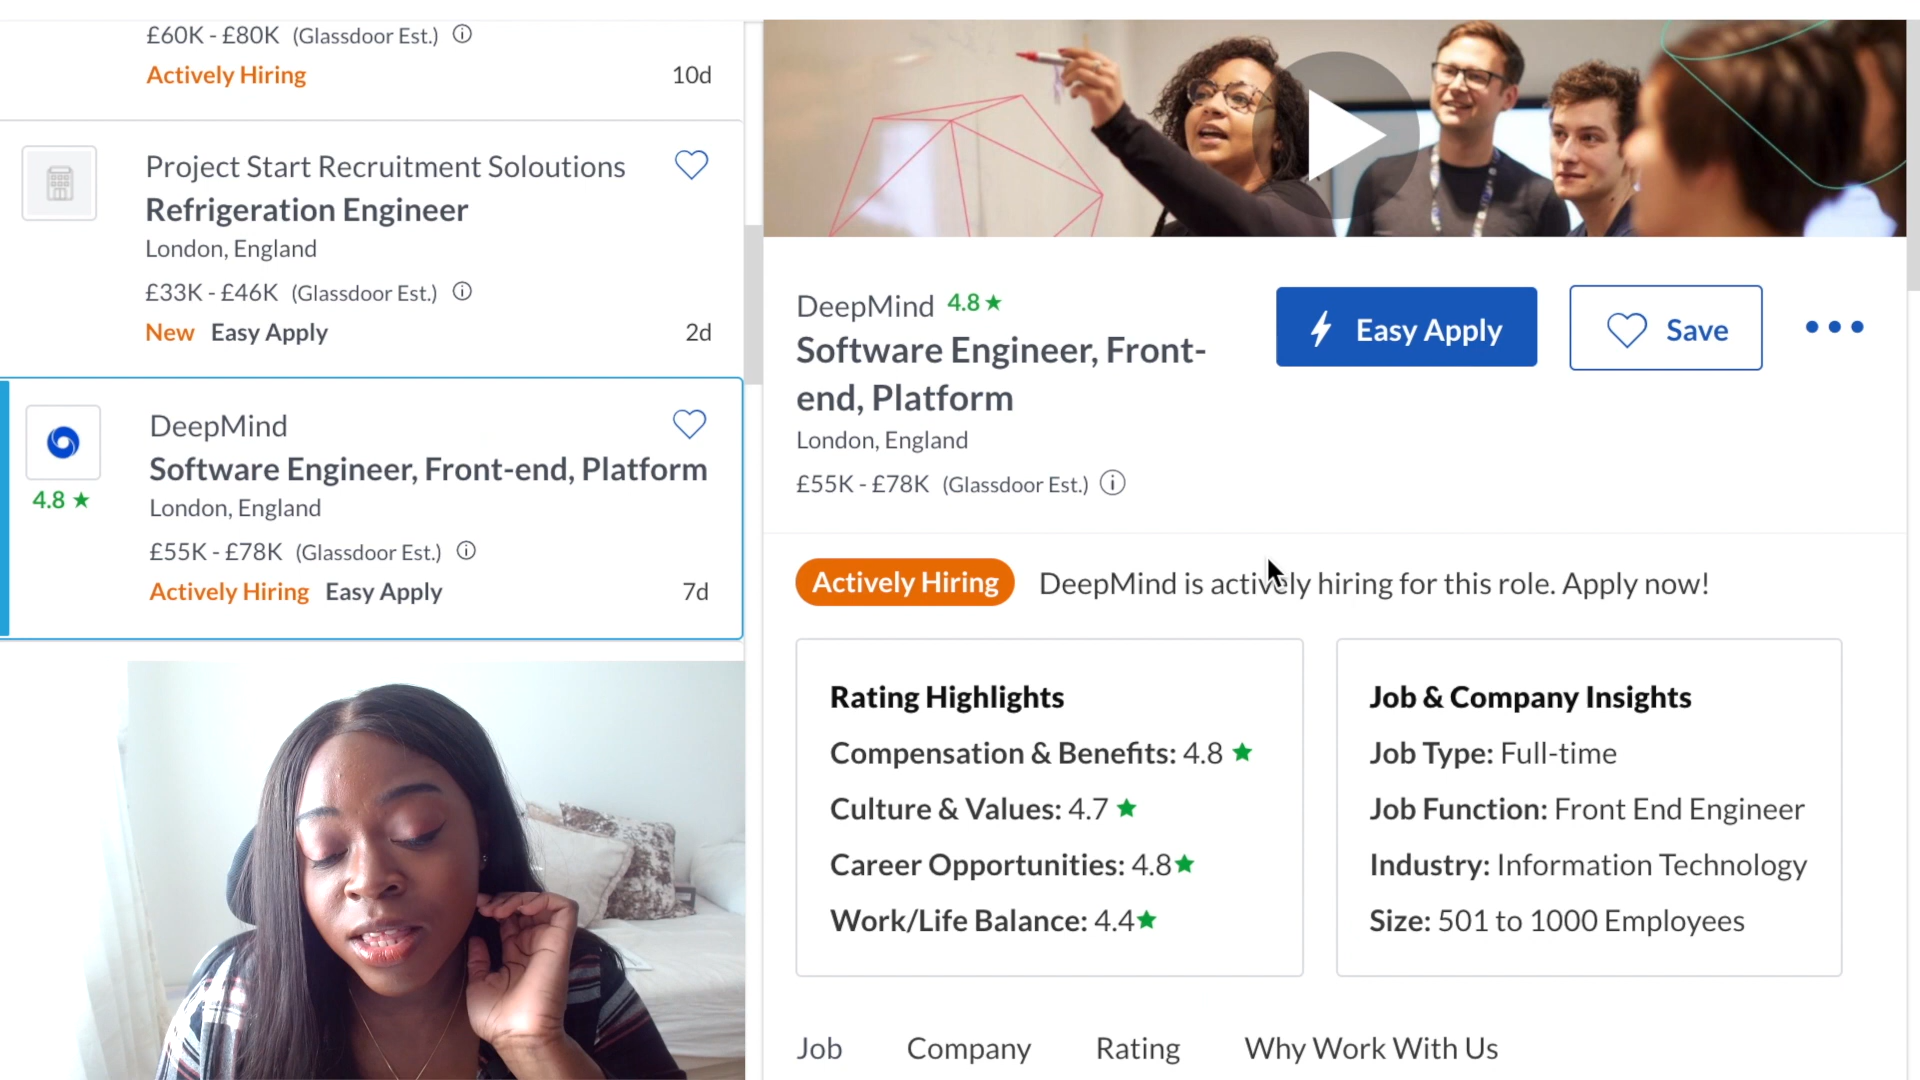 £60K - £80K (Glassdoor Est.)
Actively Hiring 10d
Project Start Recruitment Soloutions
Refrigeration Engineer
London, England
£33K - £46K (Glassdoor Est.)
New Easy Apply 2d
DeepMind
Software Engineer, Front-end, Platform
4.8 ★
London, England
£55K - £78K (Glassdoor Est.)
Actively Hiring Easy Apply 7d
DeepMind 4.8 ★
Software Engineer, Front-
end, Platform
London, England
£55K - £78K (Glassdoor Est.)
Easy Apply
Save
Actively Hiring DeepMind is actively hiring for this role. Apply now!
Rating Highlights
Compensation & Benefits: 4.8 ★
Culture & Values: 4.7 ★
Career Opportunities: 4.8★
Work/Life Balance: 4.4★
Job & Company Insights
Job Type: Full-time
Job Function: Front End Engineer
Industry: Information Technology
Size: 501 to 1000 Employees
Job Company Rating Why Work With Us